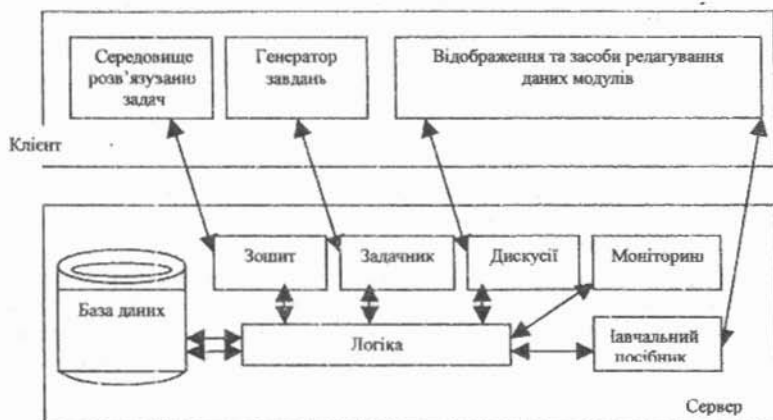 Середовище
розв'язування
задач
Генератор
завдань
Відображення та засоби редагування
даних модулів
Клієнт
Зошит
Задачник
Дискусії
Моніторинг
База даних
Логіка
Навчальний
посібник
Сервер